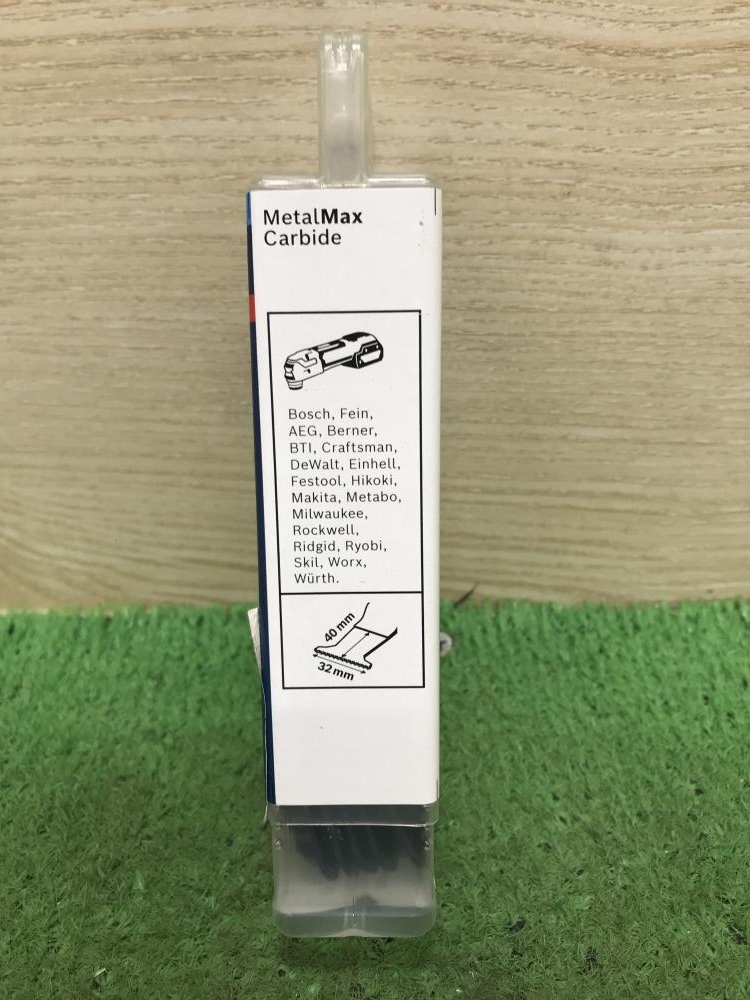 MetalMax
Carbide
Bosch, Fein,
AEG, Berner,
BTI, Craftsman,
DeWalt, Einhell,
Festool, Hikoki,
Makita, Metabo,
Milwaukee,
Rockwell,
Ridgid, Ryobi,
Skil, Worx,
Würth.
40 mm
32 mm